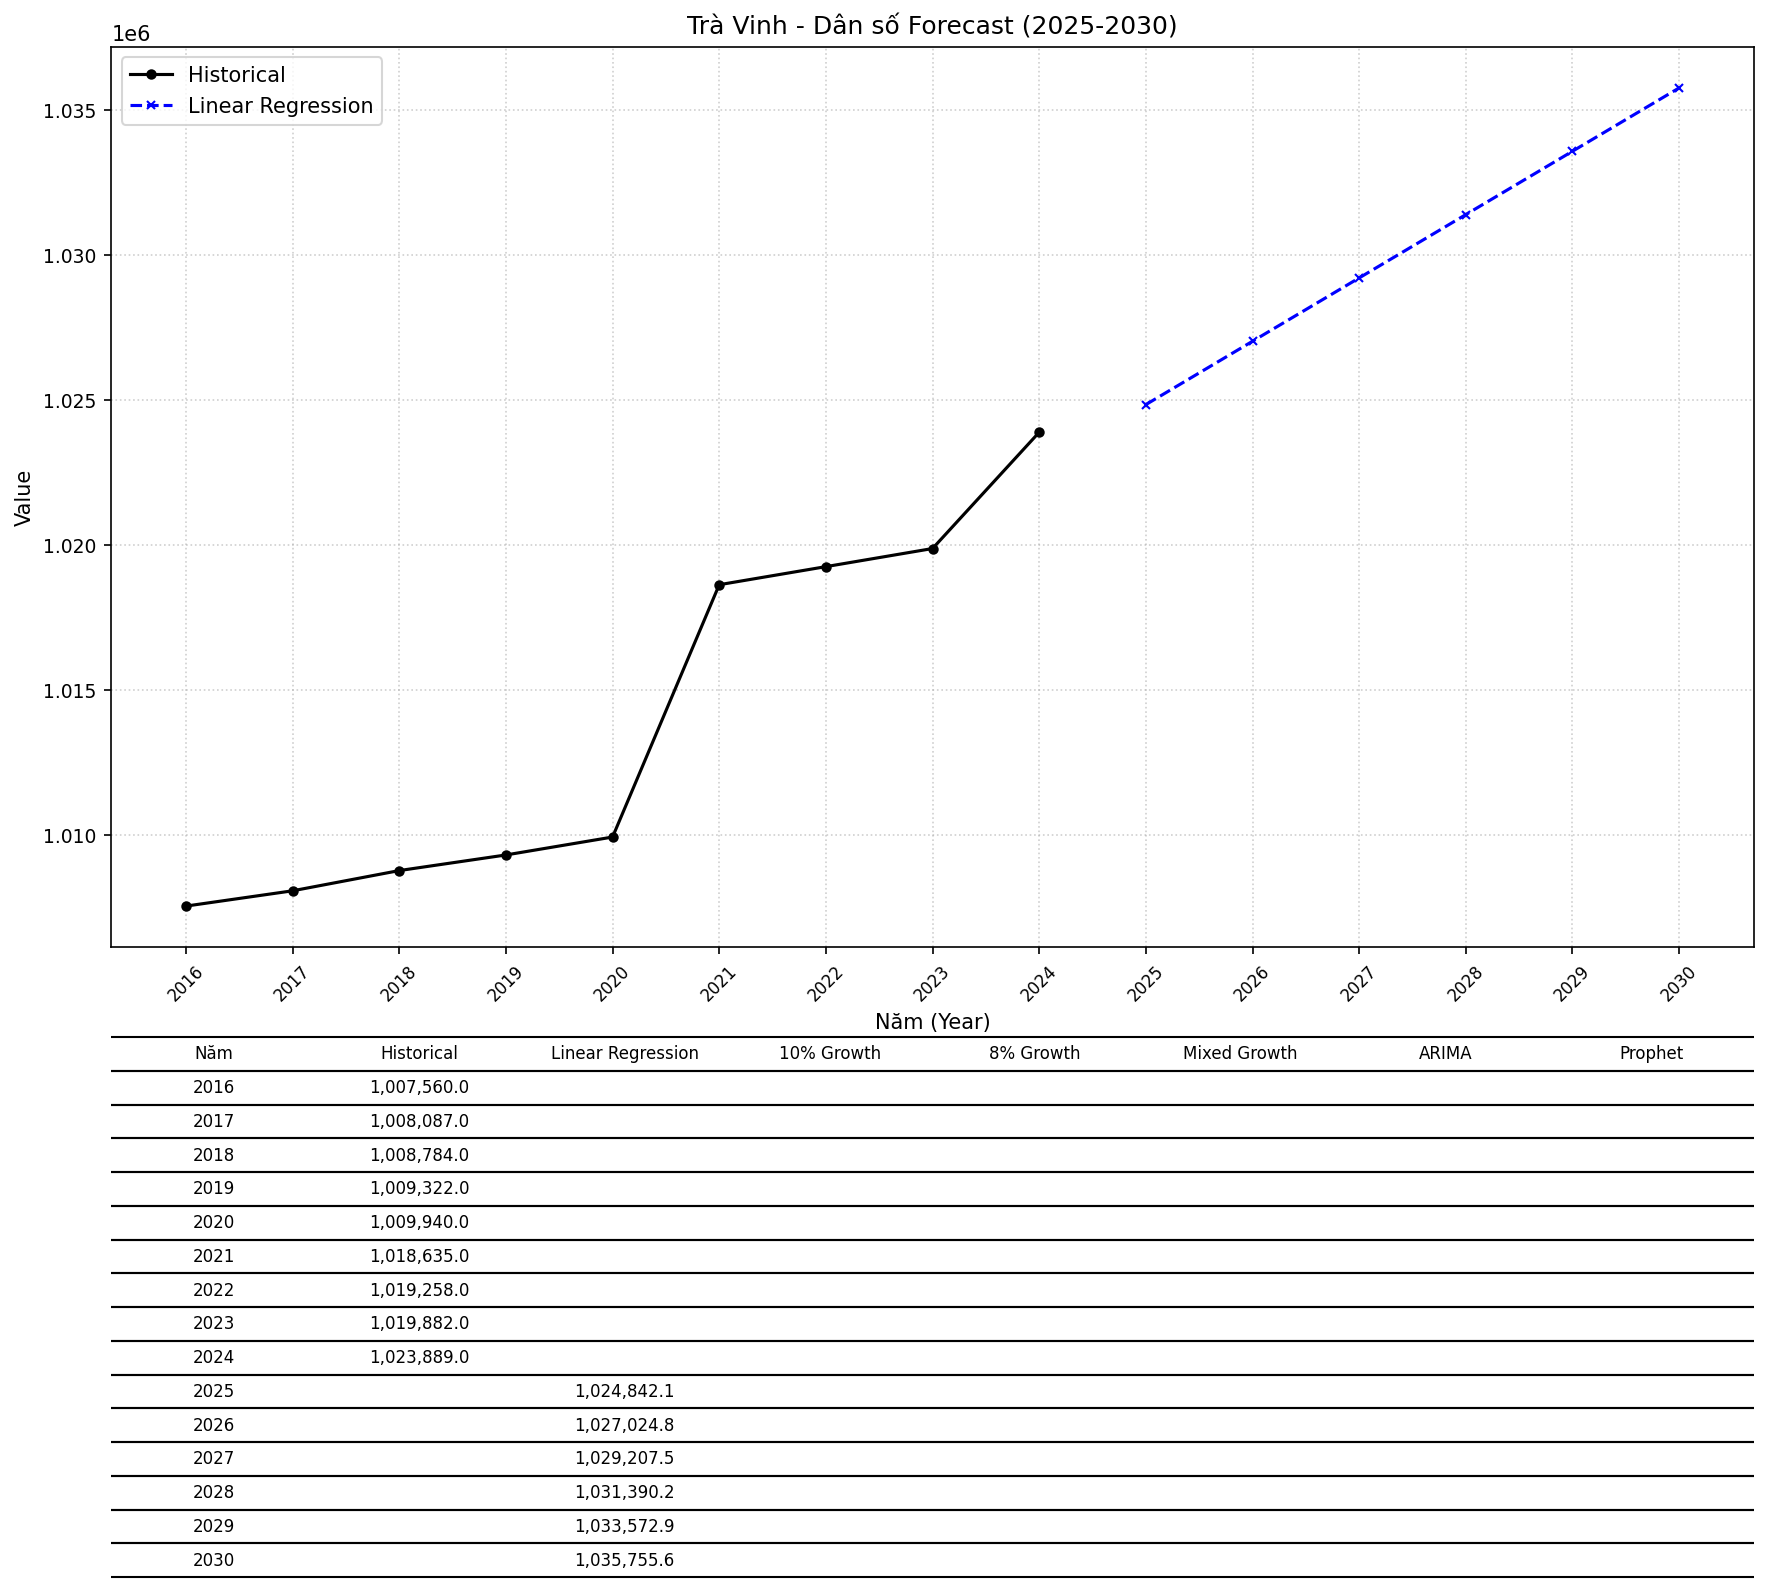 Trà Vinh - Dân số Forecast (2025-2030)
1e6
Historical
Linear Regression
1.035
1.030
1.025
1.020
1.015
1.010
Value
2016 2017 2018 2019 2020 2021 2022 2023 2024 2025 2026 2027 2028 2029 2030
Năm (Year)
Năm Historical Linear Regression 10% Growth 8% Growth Mixed Growth ARIMA Prophet
2016 1,007,560.0
2017 1,008,087.0
2018 1,008,784.0
2019 1,009,322.0
2020 1,009,940.0
2021 1,018,635.0
2022 1,019,258.0
2023 1,019,882.0
2024 1,023,889.0
2025 1,024,842.1
2026 1,027,024.8
2027 1,029,207.5
2028 1,031,390.2
2029 1,033,572.9
2030 1,035,755.6